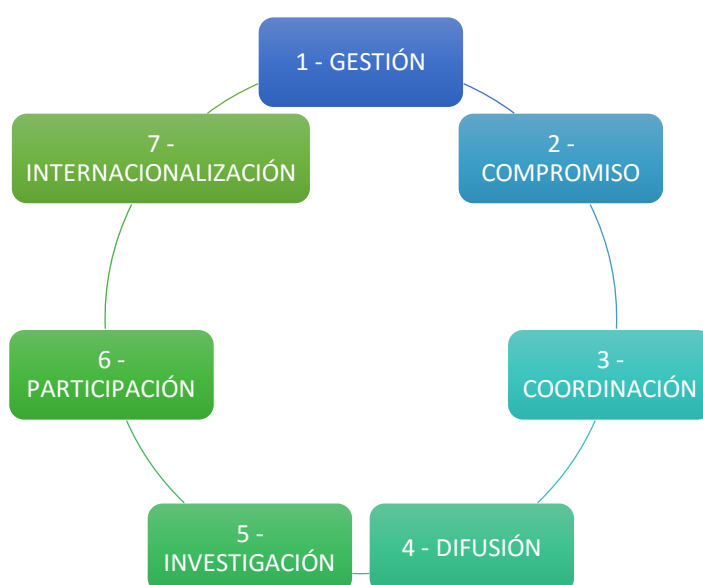 1 - GESTIÓN
2 -
COMPROMISO
3 -
COORDINACIÓN
4 - DIFUSIÓN
5 -
INVESTIGACIÓN
6 -
PARTICIPACIÓN
7 -
INTERNACIONALIZACIÓN